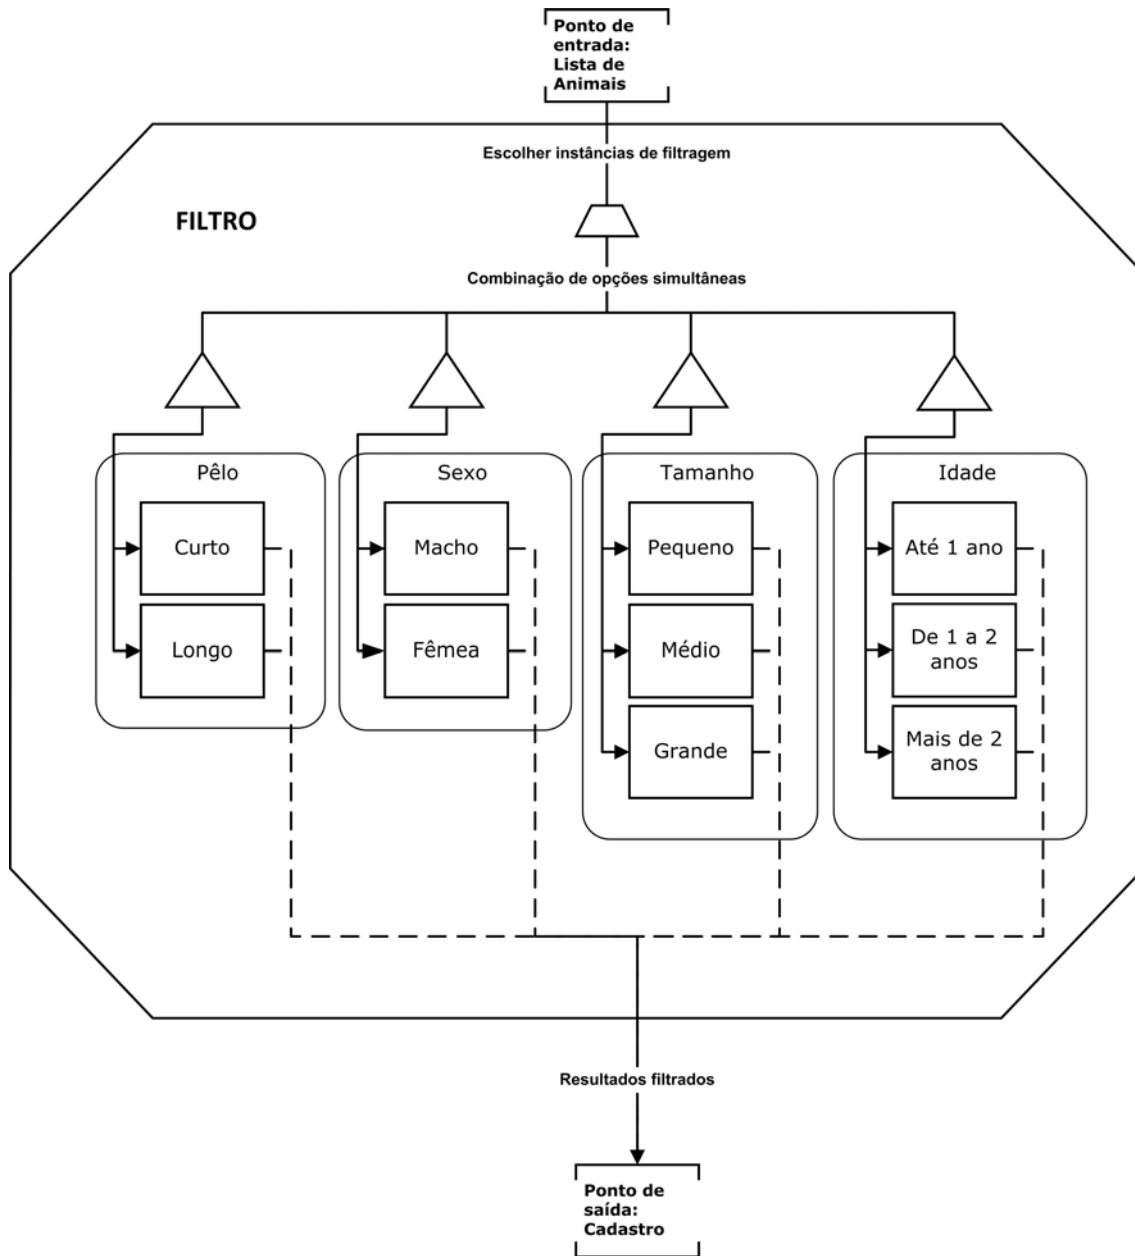 Ponto de
entrada:
Lista de
Animais
Escolher instâncias de filtragem
FILTRO
Combinação de opções simultâneas
Pêlo
Curto
Longo
Sexo
Macho
Fêmea
Tamanho
Pequeno
Médio
Grande
Idade
Até 1 ano
De 1 a 2
anos
Mais de 2
anos
Resultados filtrados
Ponto de
saída:
Cadastro